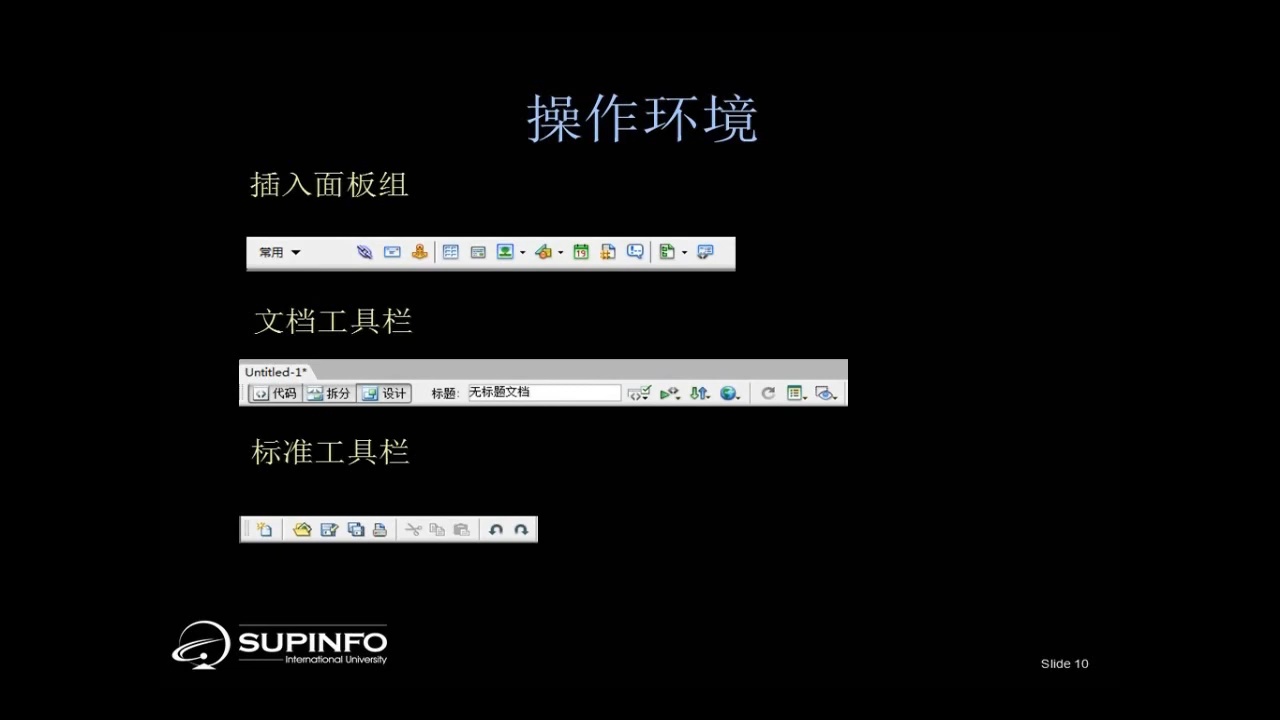 操作环境
插入面板组
常用
19
文档工具栏
Untitled-1*
代码 拆分 设计 标题: 无标题文档
标准工具栏
SUPINFO
International University
Slide 10